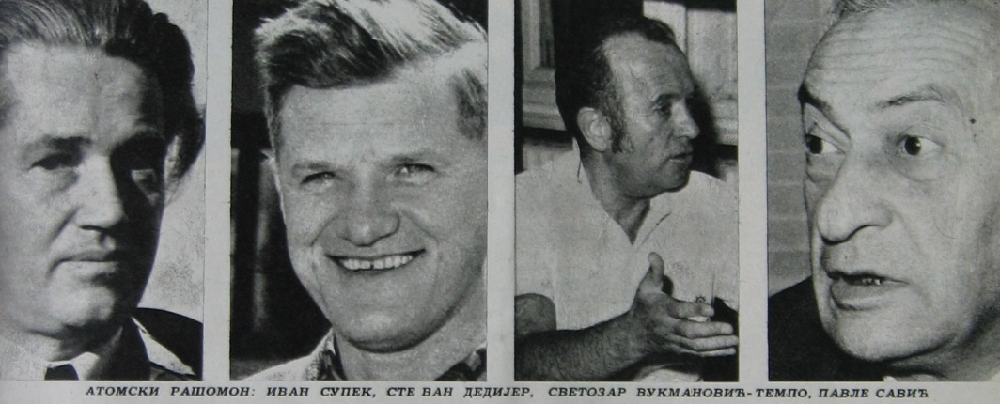 АТОМСКИ РАШОМОН: ИВАН СУПЕК, СТЕ ВАН ДЕДИЈЕР, СВЕТОЗАР ВУКМАНОВИЋ-ТЕМПО, ПАВЛЕ САВИЋ